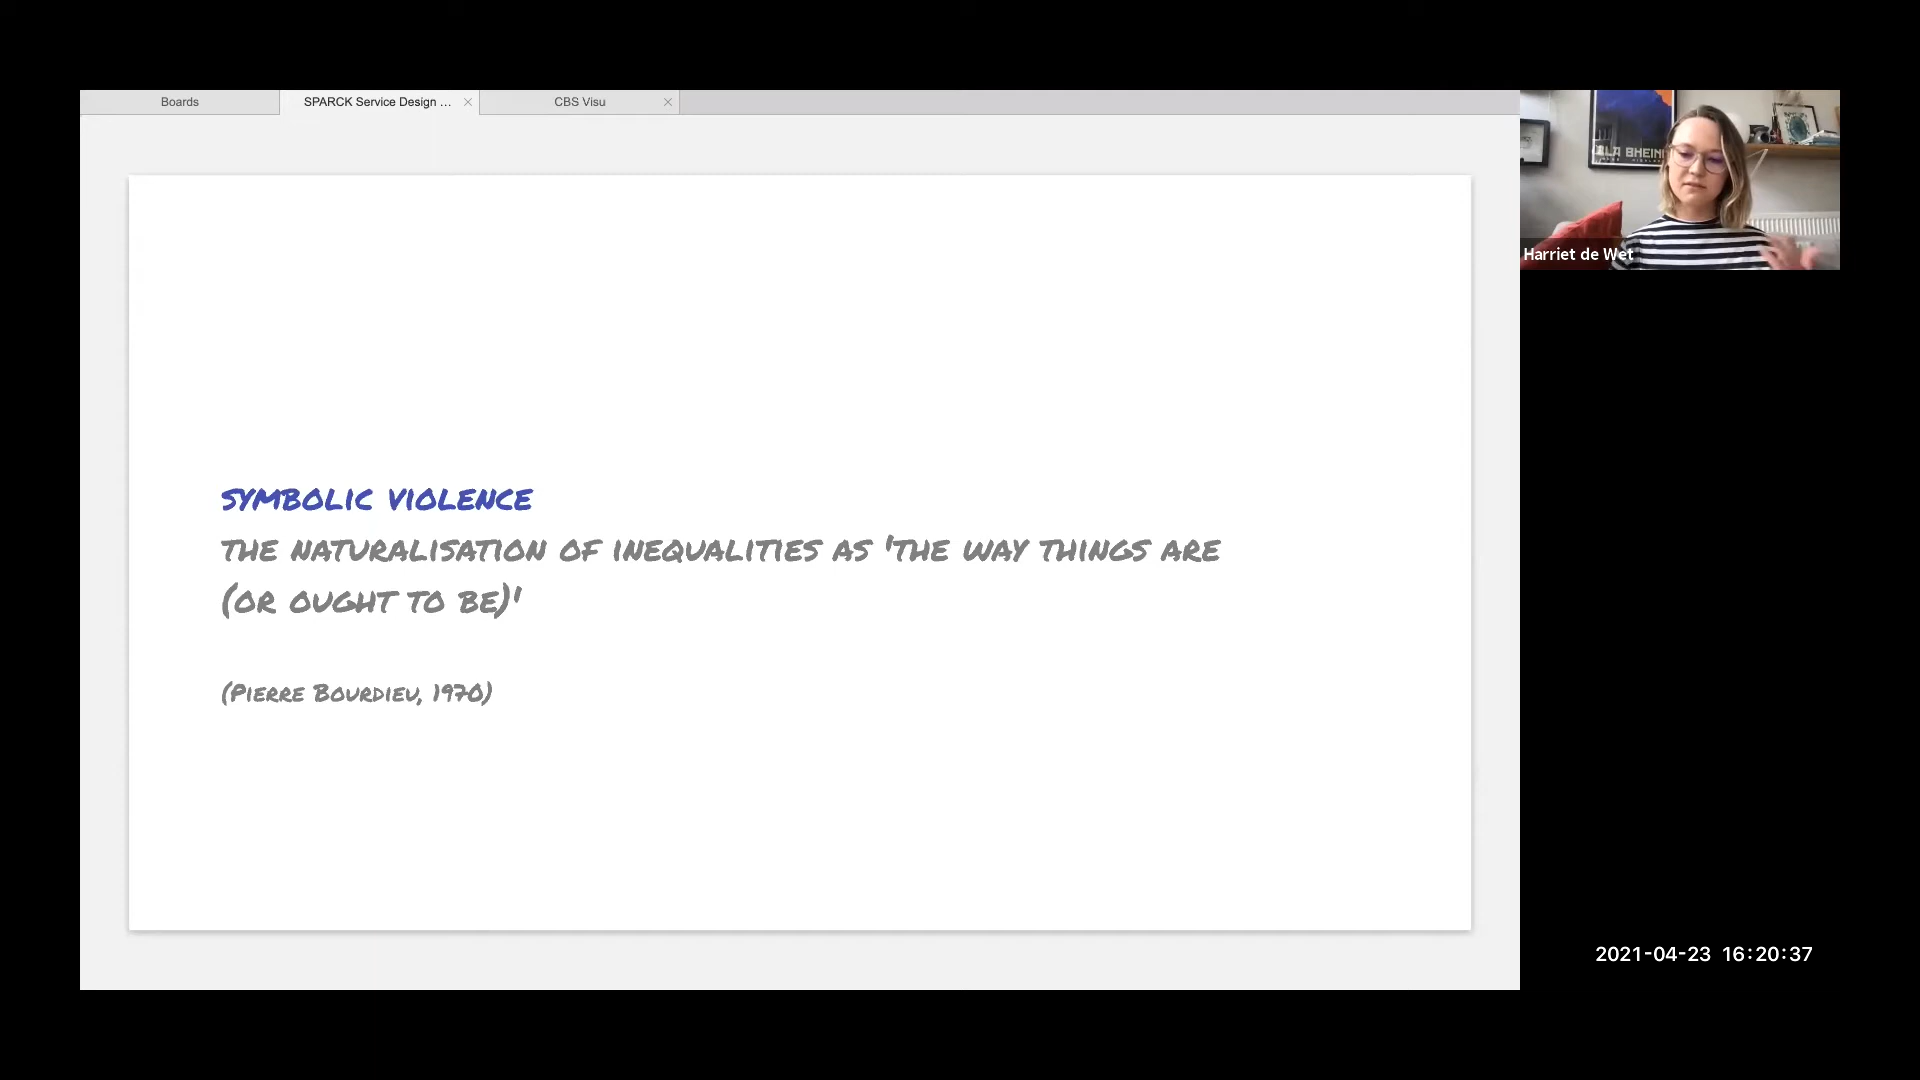 Boards
SPARCK Service Design ...
CBS Visu
SYMBOLIC VIOLENCE
THE NATURALISATION OF INEQUALITIES AS 'THE WAY THINGS ARE
(OR OUGHT TO BE)'
(PIERRE BOURDIEU, 1970)
Harriet de Wet
2021-04-23 16:20:37